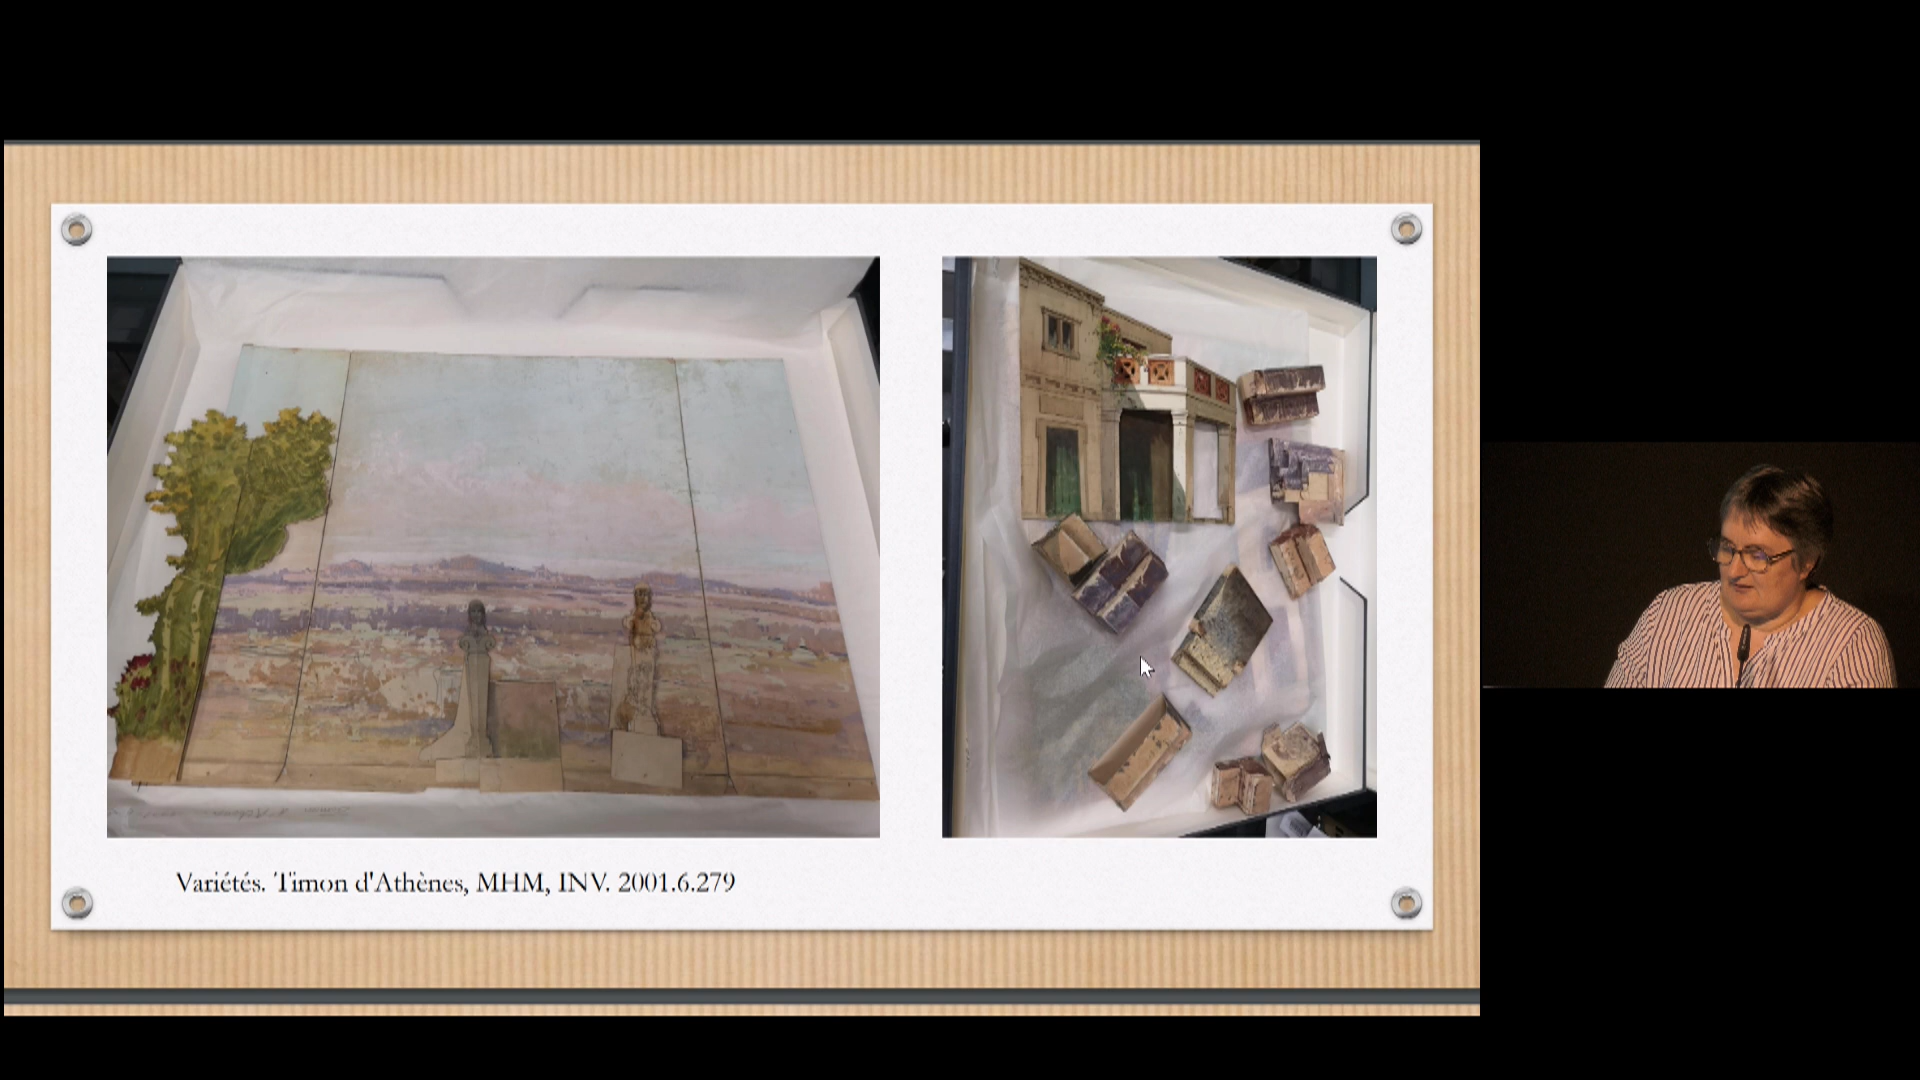 Variétés. Timon d'Athènes, MHM, INV. 2001.6.279